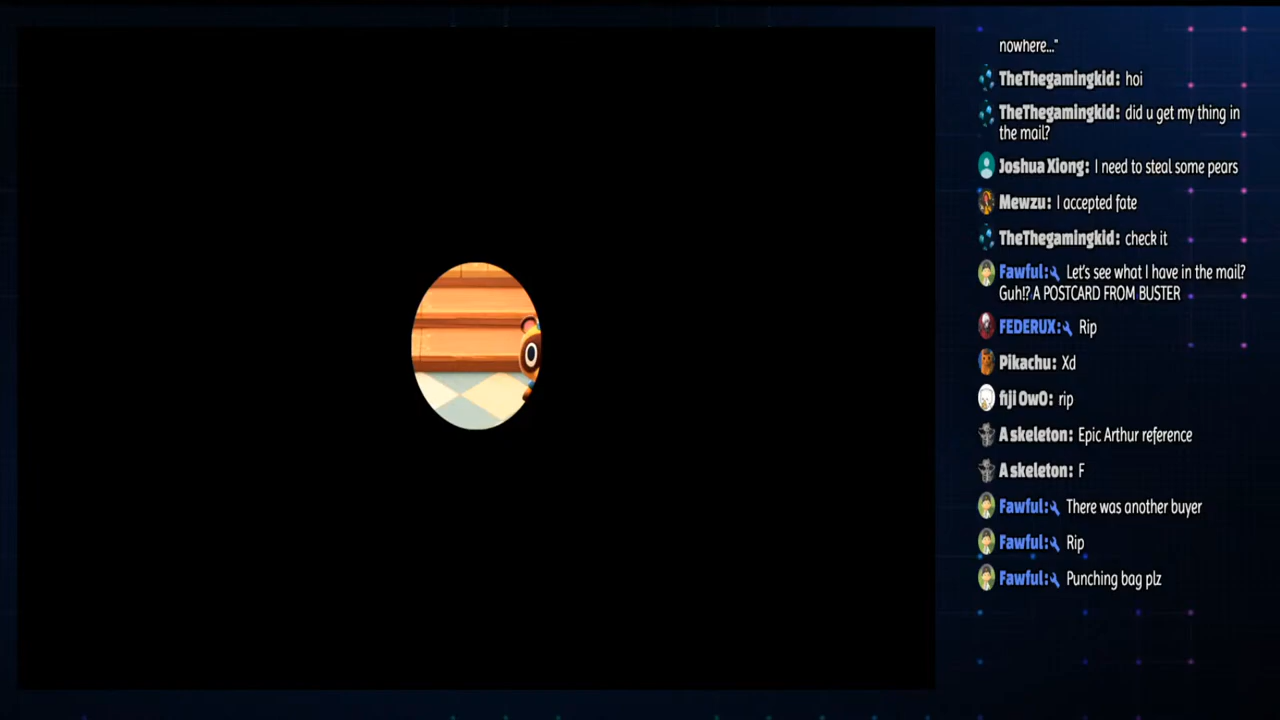 nowhere..."
TheThegamingkid: hoi
TheThegamingkid: did u get my thing in
the mail?
Joshua Xiong: I need to steal some pears
Mewzu: I accepted fate
TheThegamingkid: check it
Fawful: Let's see what I have in the mail?
Guh!? A POSTCARD FROM BUSTER
FEDERUX: Rip
Pikachu: Xd
fiji OwO: rip
A skeleton: Epic Arthur reference
A skeleton: F
Fawful: There was another buyer
Fawful: Rip
Fawful: Punching bag plz